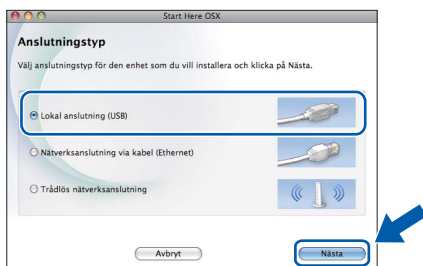 Start Here OSX
Anslutningstyp
Välj anslutningstyp för den enhet som du vill installera och klicka på Nästa.
Lokal anslutning (USB)
Nätverksanslutning via kabel (Ethernet)
Trådlös nätverksanslutning
Avbryt
Nästa